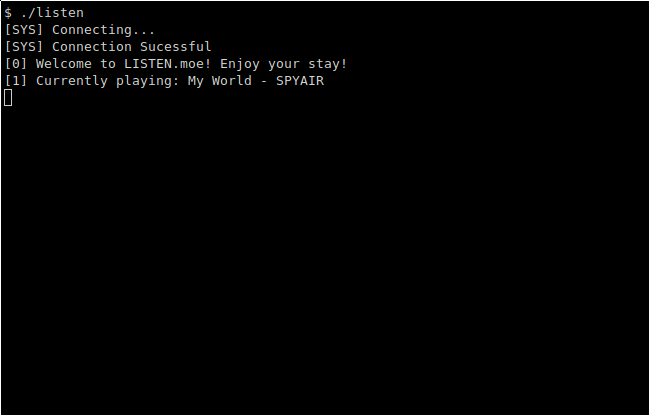 $ ./listen
[SYS] Connecting...
[SYS] Connection Sucessful
[0] Welcome to LISTEN.moe! Enjoy your stay!
[1] Currently playing: My World - SPYAIR